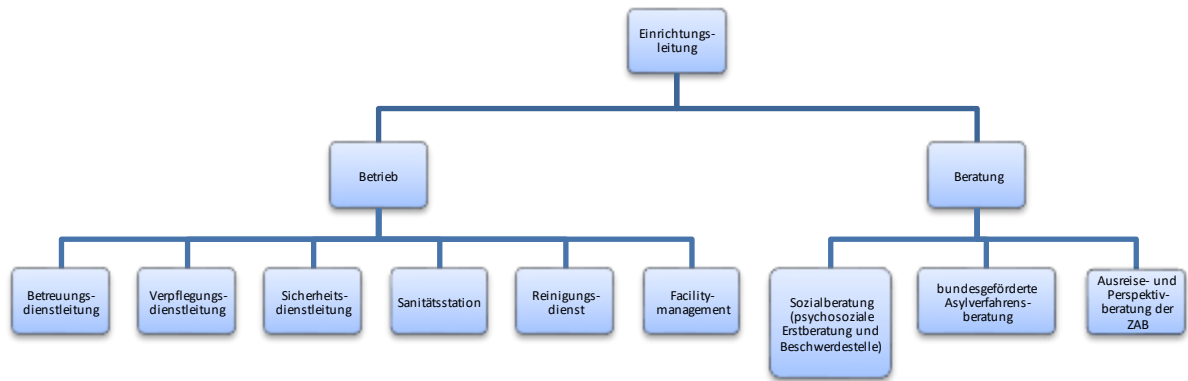 Einrichtungs-
leitung
Betrieb
Beratung
Betreuungs-
dienstleitung
Verpflegungs-
dienstleitung
Sicherheits-
dienstleitung
Sanitätsstation
Reinigungs-
dienst
Facility-
management
Sozialberatung
(psychosoziale
Erstberatung und
Beschwerdestelle)
bundesgeförderte
Asylverfahrens-
beratung
Ausreise- und
Perspektiv-
beratung der
ZAB